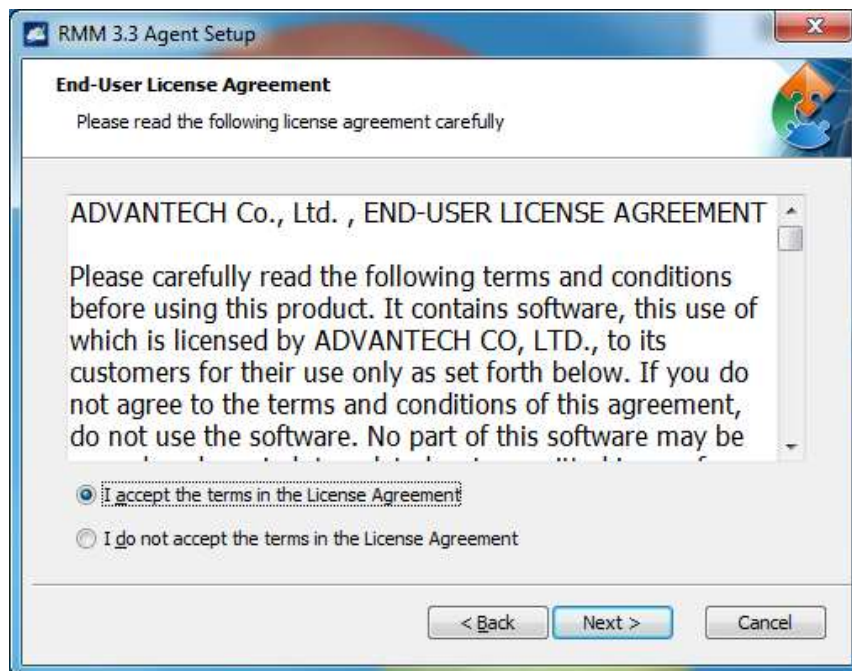 RMM 3.3 Agent Setup
End-User License Agreement
Please read the following license agreement carefully
ADVANTECH Co., Ltd. , END-USER LICENSE AGREEMENT
Please carefully read the following terms and conditions
before using this product. It contains software, this use of
which is licensed by ADVANTECH CO, LTD., to its
customers for their use only as set forth below. If you do
not agree to the terms and conditions of this agreement,
do not use the software. No part of this software may be
I accept the terms in the License Agreement
I do not accept the terms in the License Agreement
< Back Next > Cancel